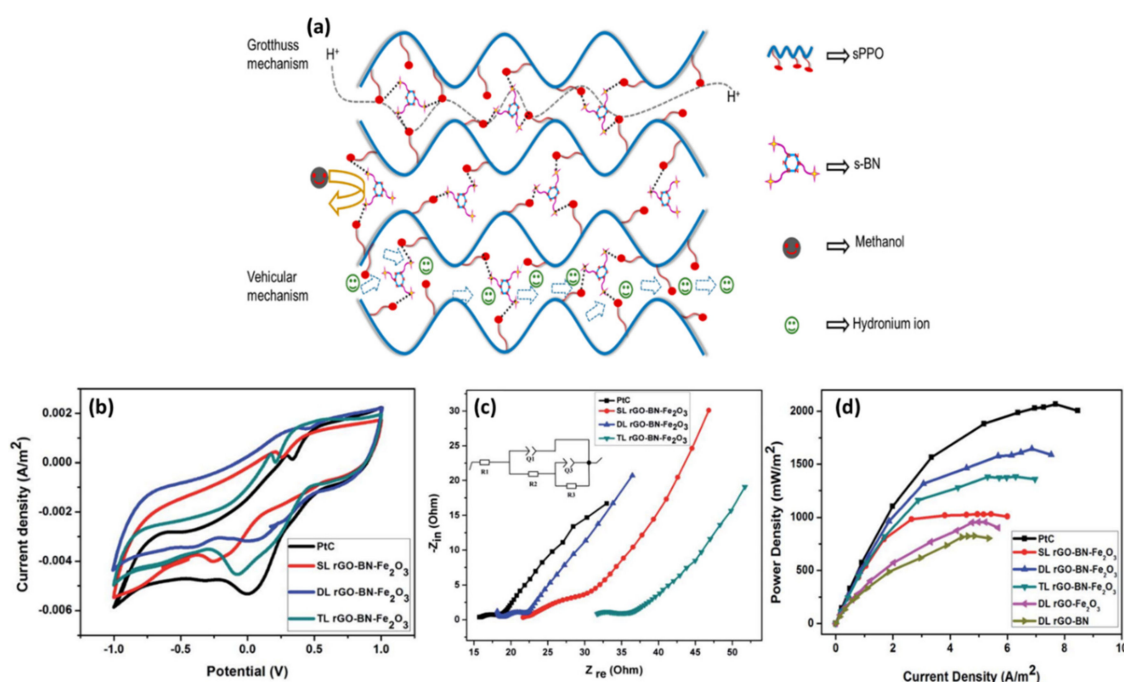 (a)
Grotthuss
mechanism
H⁺
H⁺
Vehicular
mechanism
sPPO
s-BN
Methanol
Hydronium ion
(b)
Current density (A/m²)
0.002
0.000
-0.002
-0.004
-0.006
-1.0 -0.5 0.0 0.5 1.0
Potential (V)
PtC
SL rGO-BN-Fe₂O₃
DL rGO-BN-Fe₂O₃
TL rGO-BN-Fe₂O₃
(c)
-Z_in (Ohm)
30
25
20
15
10
5
0
15 20 25 30 35 40 45 50
Z re (Ohm)
PtC
SL rGO-BN-Fe₂O₃
DL rGO-BN-Fe₂O₃
TL rGO-BN-Fe₂O₃
R1
Q1
R2
Q3
R3
(d)
Power Density (mW/m²)
2000
1500
1000
500
0
0 2 4 6 8 10
Current Density (A/m²)
PtC
SL rGO-BN-Fe₂O₃
DL rGO-BN-Fe₂O₃
TL rGO-BN-Fe₂O₃
DL rGO-Fe₂O₃
DL rGO-BN